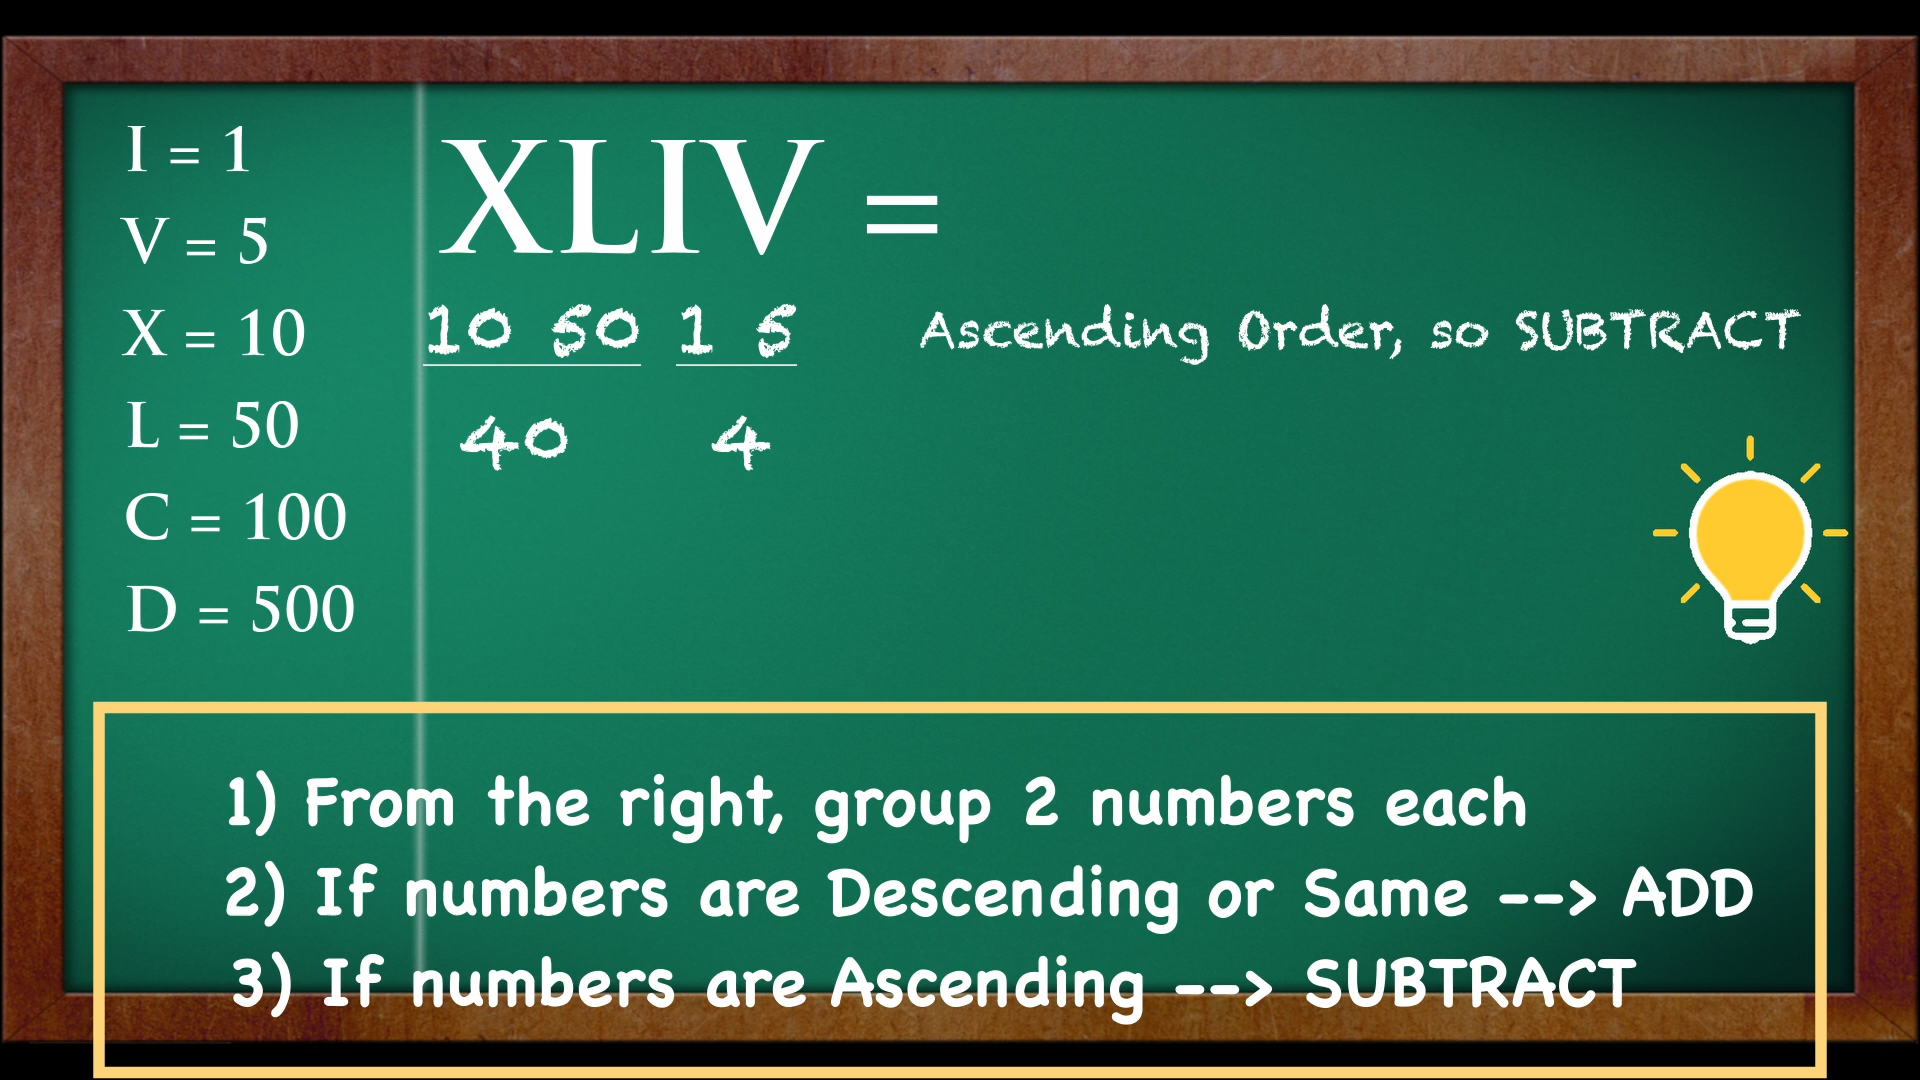 I = 1
V = 5
X = 10
L = 50
C = 100
D = 500
XLIV =
10 50 1 5
Ascending Order, so SUBTRACT
40 4
1) From the right, group 2 numbers each
2) If numbers are Descending or Same --> ADD
3) If numbers are Ascending --> SUBTRACT